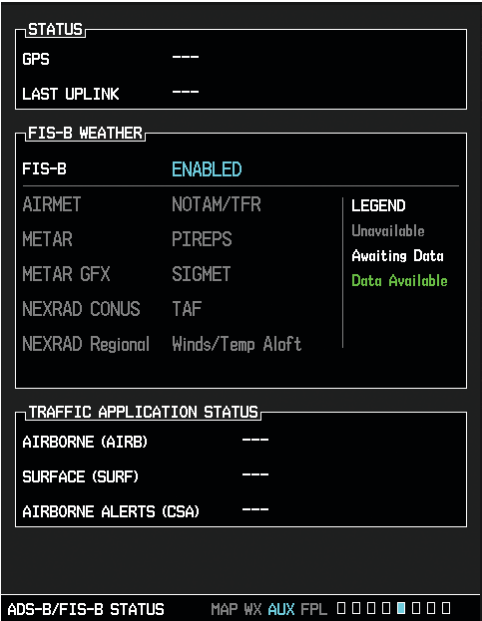 STATUS
GPS ---
LAST UPLINK ---
FIS-B WEATHER
FIS-B ENABLED
AIRMET NOTAM/TFR
METAR PIREPS
METAR GFX SIGMET
NEXRAD CONUS TAF
NEXRAD Regional Winds/Temp Aloft
LEGEND
Unavailable
Awaiting Data
Data Available
TRAFFIC APPLICATION STATUS
AIRBORNE (AIRB) ---
SURFACE (SURF) ---
AIRBORNE ALERTS (CSA) ---
ADS-B/FIS-B STATUS MAP WX AUX FPL